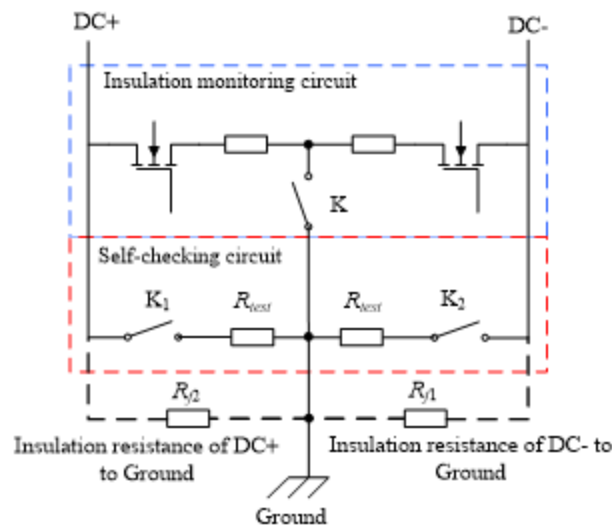 DC+
DC-
Insulation monitoring circuit
K
Self-checking circuit
K1
Rtest
Rtest
K2
Rf2
Rf1
Insulation resistance of DC+
to Ground
Insulation resistance of DC- to
Ground
Ground